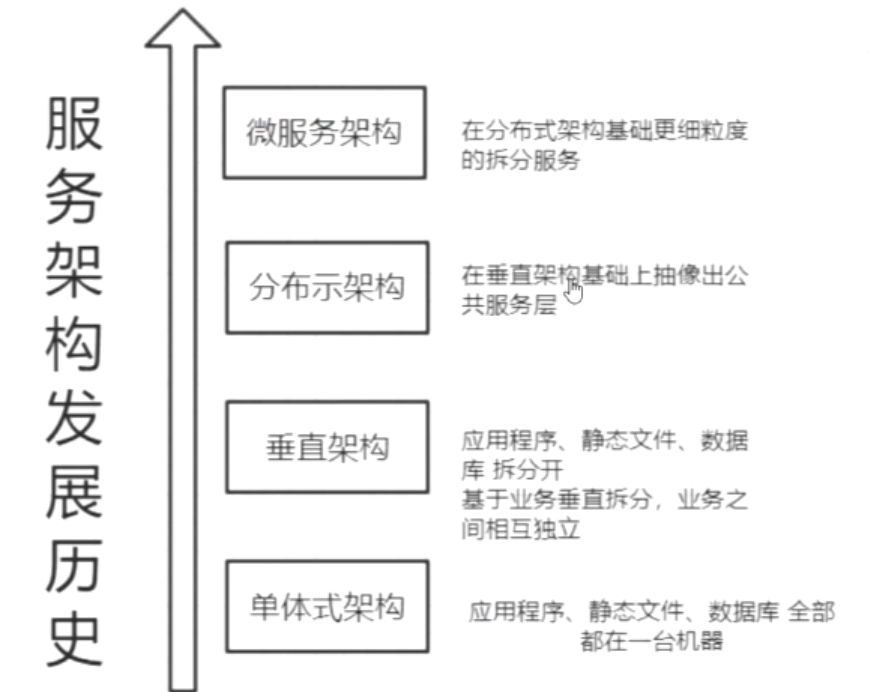 服务架构发展历史
微服务架构
在分布式架构基础更细粒度
的拆分服务
分布示架构
在垂直架构基础上抽像出公
共服务层
垂直架构
应用程序、静态文件、数据
库 拆分开
基于业务垂直拆分，业务之
间相互独立
单体式架构
应用程序、静态文件、数据库 全部
都在一台机器